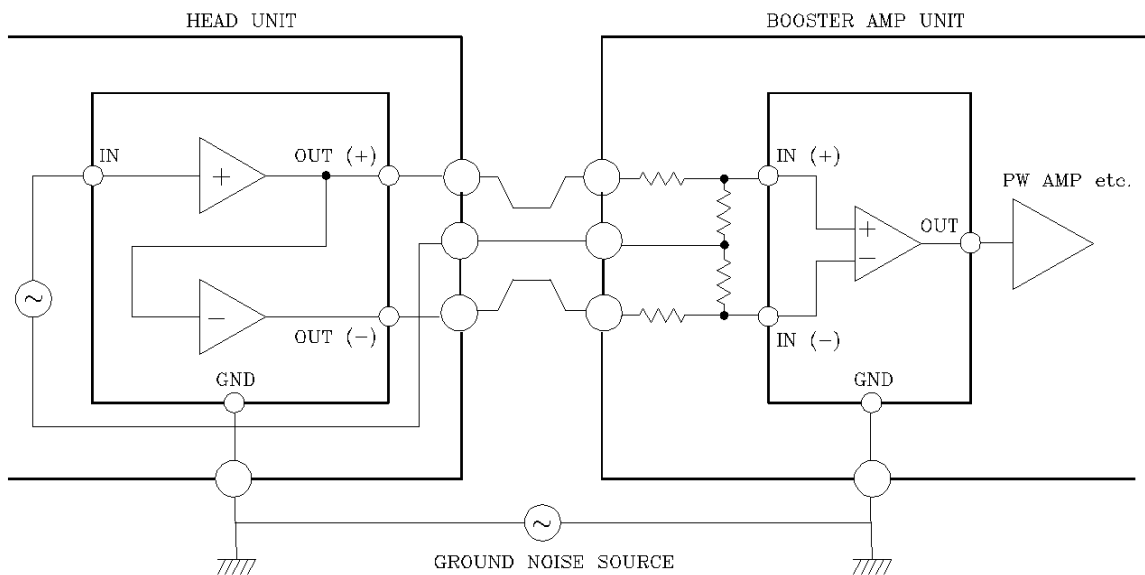 HEAD UNIT
BOOSTER AMP UNIT
IN
+
OUT (+)
IN (+)
PW AMP etc.
+
−
OUT
~
−
OUT (−)
IN (−)
GND
GND
~
GROUND NOISE SOURCE